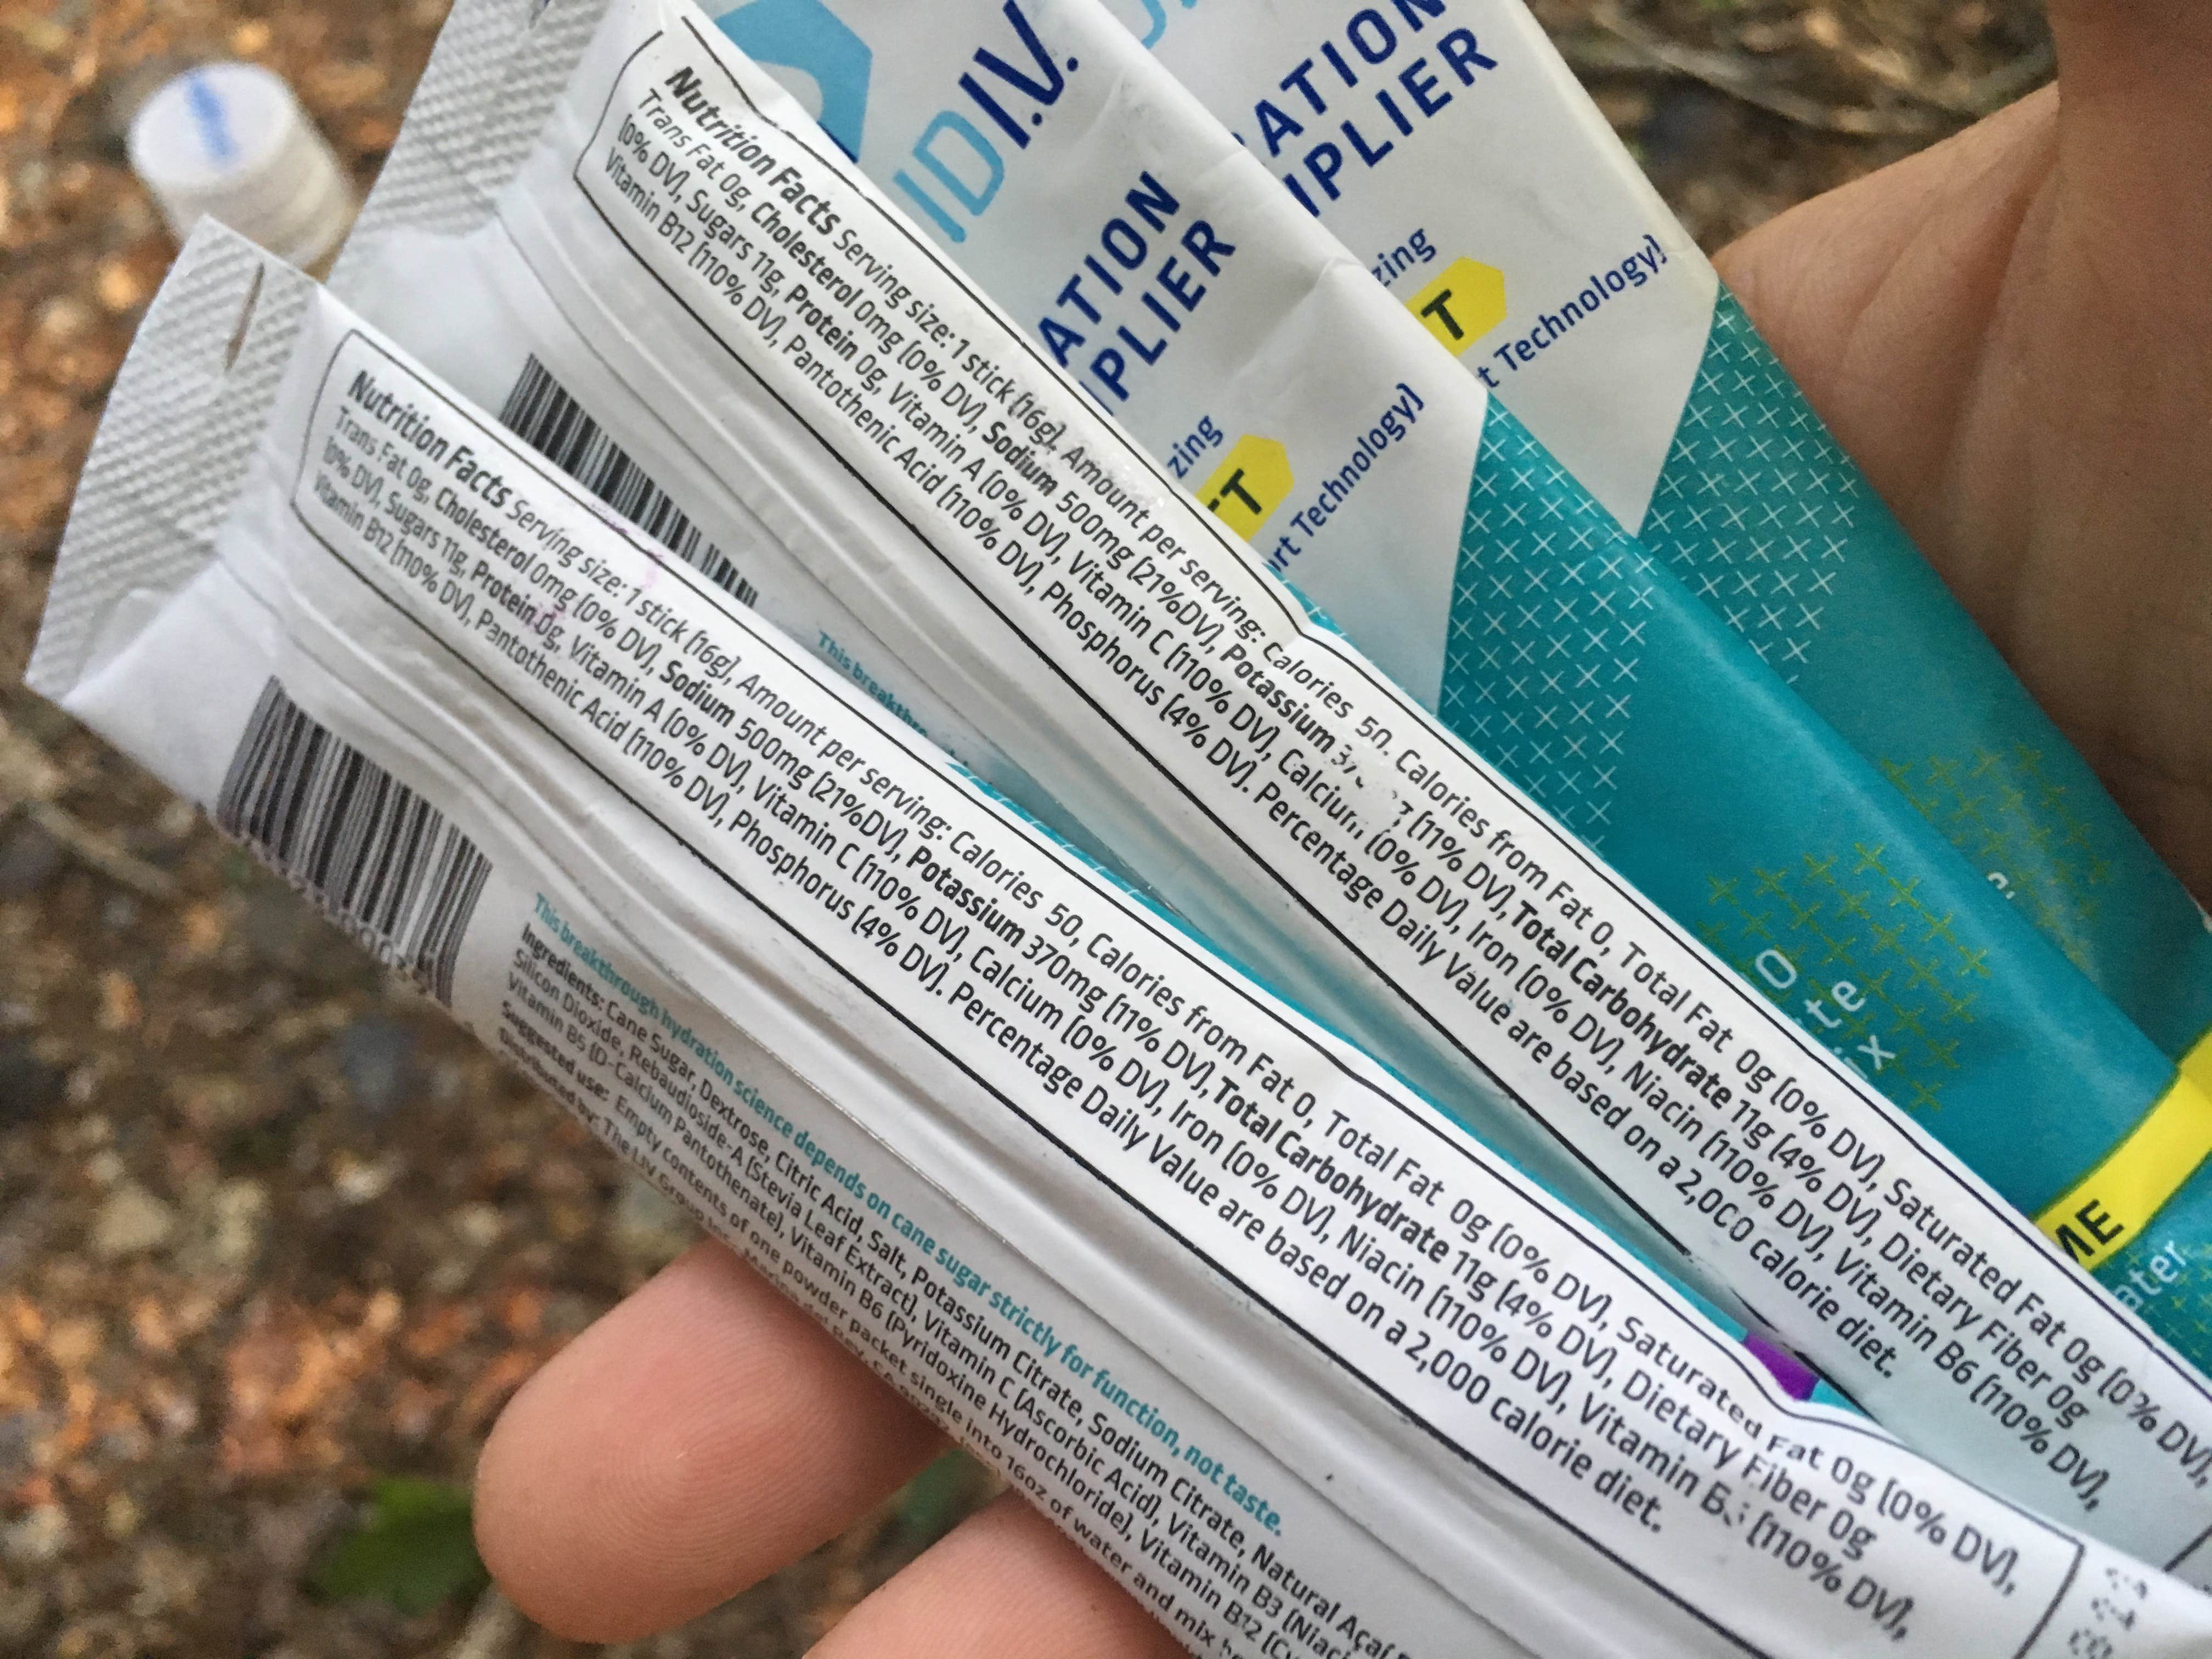 Nutrition Facts Serving size: 1 stick (16g), Amount per serving: Calories 50, Calories from Fat 0, Total Fat 0g (0% DV), Saturated Fat 0g (0% DV),
Trans Fat 0g, Cholesterol 0mg (0% DV), Sodium 500mg (21%DV), Potassium 370mg (11% DV), Total Carbohydrate 11g (4% DV), Dietary Fiber 0g
(0% DV), Sugars 11g, Protein 0g, Vitamin A (0% DV), Vitamin C (110% DV), Calcium (0% DV), Iron (0% DV), Niacin (110% DV), Vitamin (110% DV),
Vitamin B12 (110% DV), Pantothenic Acid (110% DV), Phosphorus (4% DV). Percentage Daily Value are based on a 2,000 calorie diet.
This breakthrough hydration science depends on cane sugar strictly for function, not taste.
Ingredients: Cane Sugar, Dextrose, Citric Acid, Salt, Potassium Citrate, Sodium Citrate, Natural Açaí
Silicon Dioxide, Rebaudioside-A (Stevia Leaf Extract), Vitamin C (Ascorbic Acid), Vitamin B3
Vitamin B5 (D-Calcium Pantothenate), Vitamin B6 (Pyridoxine Hydrochloride), Vitamin B12
Suggested use: Empty contents of one powder packet single into 16oz of water and mix
Distributed by: The LIV Group Inc.
Nutrition Facts Serving size: 1 stick (16g), Amount per serving: Calories 50, Calories from Fat 0, Total Fat 0g (0% DV), Saturated Fat 0g (0% DV),
Trans Fat 0g, Cholesterol 0mg (0% DV), Sodium 500mg (21%DV), Potassium (11% DV), Total Carbohydrate 11g (4% DV), Dietary Fiber 0g
(0% DV), Sugars 11g, Protein 0g, Vitamin A (0% DV), Vitamin C (110% DV), Calcium (0% DV), Iron (0% DV), Niacin (110% DV), Vitamin B6 (110% DV),
Vitamin B12 (110% DV), Pantothenic Acid (110% DV), Phosphorus (4% DV). Percentage Daily Value are based on a 2,000 calorie diet.
This
ID I.V.
ATION
IPLIER
zing
T
Technology)
ATION
IPLIER
zing
T
t Technology)
O
te
ix
ME
ater